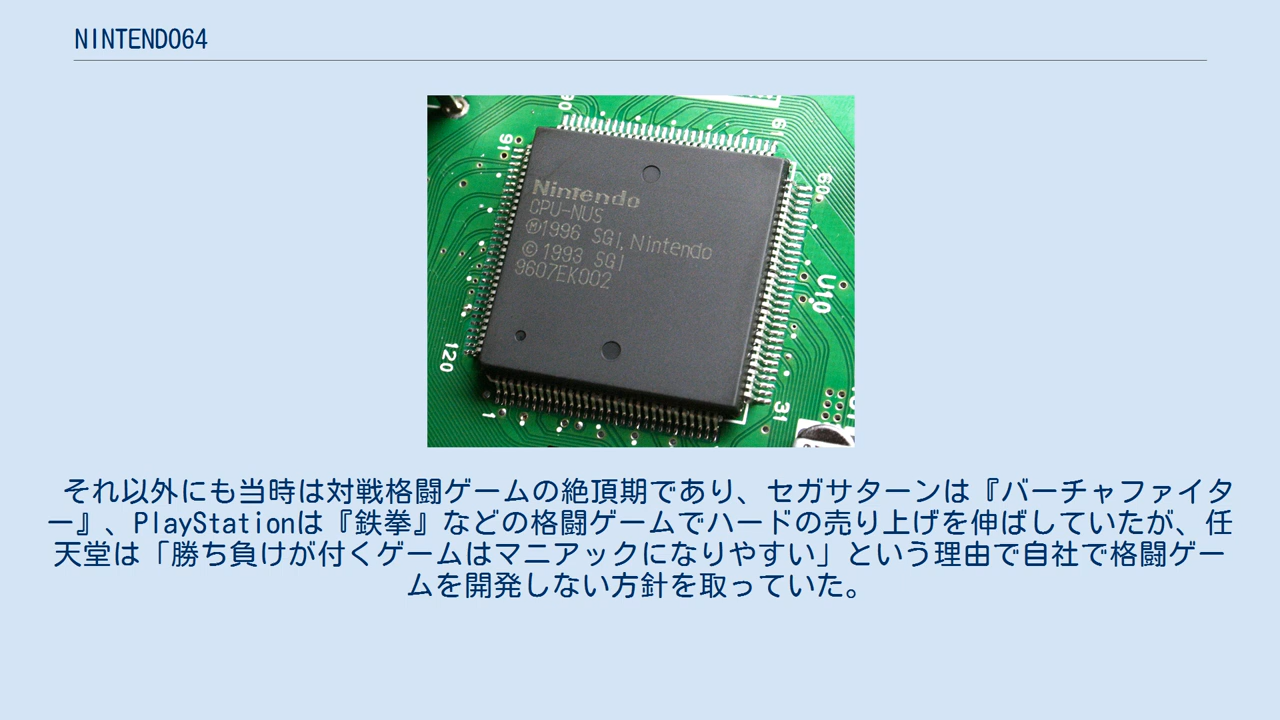 NINTENDO64
90
61
91
60
Nintendo
CPU-NUS
Ⓜ1996 SGI, Nintendo
©1993 SGI
9607EK002
U10
120
1
31
それ以外にも当時は対戦格闘ゲームの絶頂期であり、セガサターンは『バーチャファイタ
ー』、PlayStationは『鉄拳』などの格闘ゲームでハードの売り上げを伸ばしていたが、任
天堂は「勝ち負けが付くゲームはマニアックになりやすい」という理由で自社で格闘ゲー
ムを開発しない方針を取っていた。